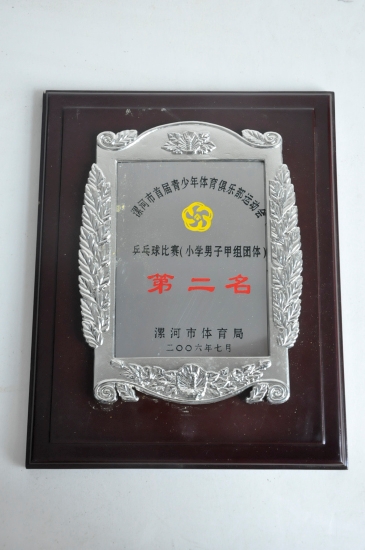 漯河市首届青少年体育俱乐部运动会
乒乓球比赛(小学男子甲组团体)
第二名
漯河市体育局
二〇〇六年七月